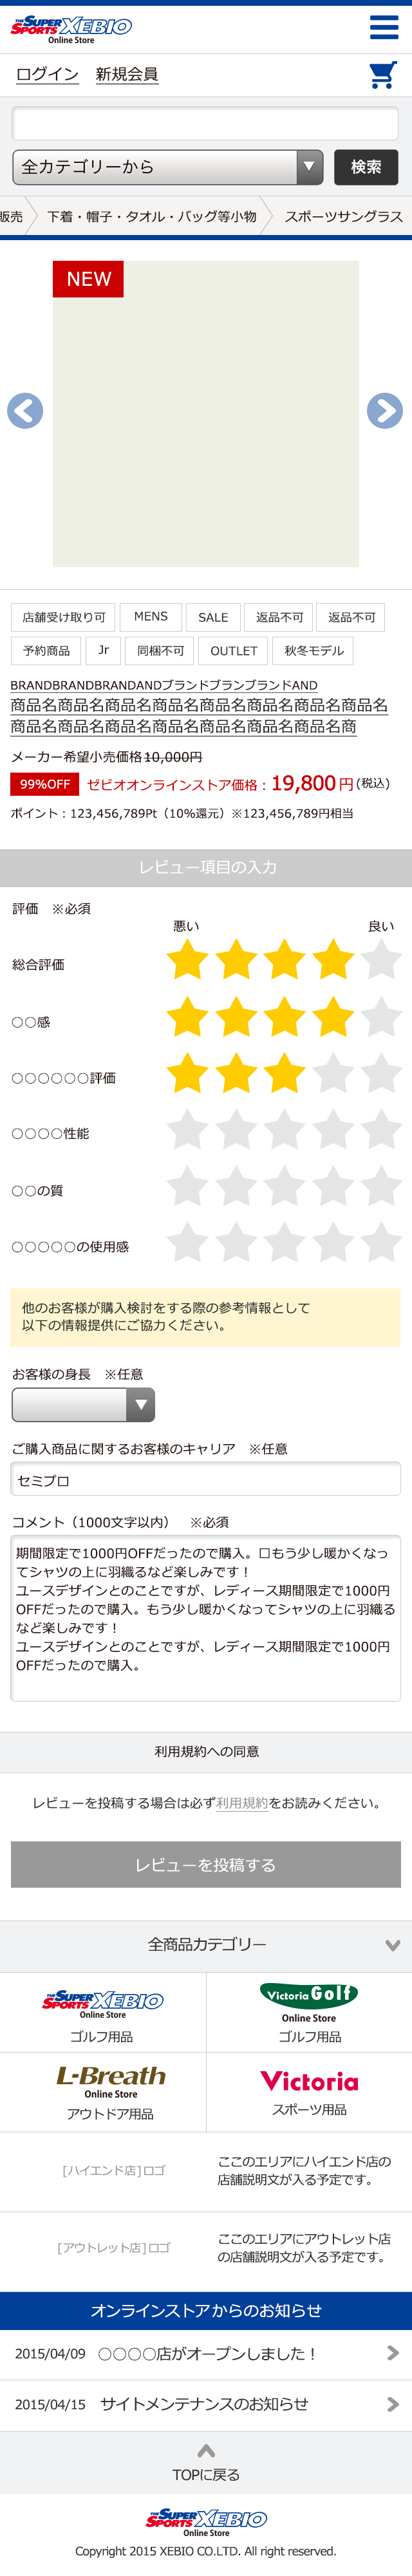 THE SUPER SPORTS XEBIO
Online Store
ログイン 新規会員
全カテゴリーから ▼ 検索
販売 下着・帽子・タオル・バッグ等小物 スポーツサングラス
NEW
店舗受け取り可 MENS SALE 返品不可 返品不可
予約商品 Jr 同梱不可 OUTLET 秋冬モデル
BRANDBRANDBRANDANDブランドブランブランドAND
商品名商品名商品名商品名商品名商品名商品名商品名
商品名商品名商品名商品名商品名商品名商品名商
メーカー希望小売価格10,000円
99%OFF ゼビオオンラインストア価格：19,800円(税込)
ポイント：123,456,789Pt（10%還元）※123,456,789円相当
レビュー項目の入力
評価　※必須
悪い 良い
総合評価
○○感
○○○○○○評価
○○○○性能
○○の質
○○○○○の使用感
他のお客様が購入検討をする際の参考情報として
以下の情報提供にご協力ください。
お客様の身長　※任意
▼
ご購入商品に関するお客様のキャリア　※任意
セミプロ
コメント（1000文字以内）　※必須
期間限定で1000円OFFだったので購入。□もう少し暖かくなっ
てシャツの上に羽織るなど楽しみです！
ユースデザインとのことですが、レディース期間限定で1000円
OFFだったので購入。もう少し暖かくなってシャツの上に羽織る
など楽しみです！
ユースデザインとのことですが、レディース期間限定で1000円
OFFだったので購入。
利用規約への同意
レビューを投稿する場合は必ず利用規約をお読みください。
レビューを投稿する
全商品カテゴリー
THE SUPER SPORTS XEBIO
Online Store
ゴルフ用品
Victoria Golf
Online Store
ゴルフ用品
L-Breath
Online Store
アウトドア用品
Victoria
スポーツ用品
[ハイエンド店]ロゴ
ここのエリアにハイエンド店の
店舗説明文が入る予定です。
[アウトレット店]ロゴ
ここのエリアにアウトレット店
の店舗説明文が入る予定です。
オンラインストアからのお知らせ
2015/04/09 ○○○○店がオープンしました！
2015/04/15 サイトメンテナンスのお知らせ
TOPに戻る
THE SUPER SPORTS XEBIO
Online Store
Copyright 2015 XEBIO CO.LTD. All right reserved.